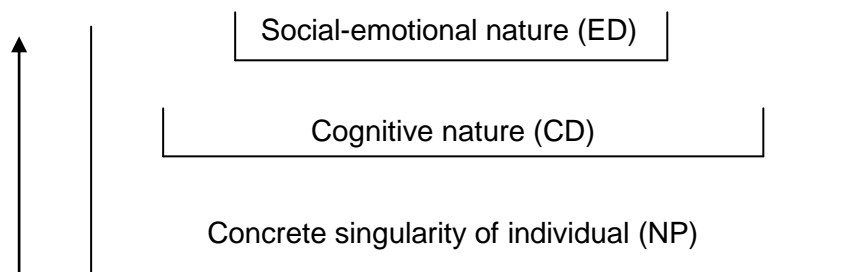 Social-emotional nature (ED)
Cognitive nature (CD)
Concrete singularity of individual (NP)